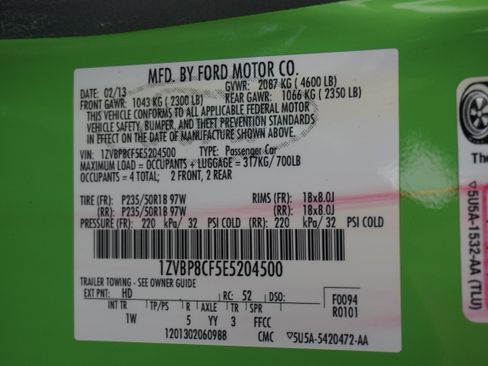 MFD. BY FORD MOTOR CO.
DATE: 02/13 GVWR: 2087 KG ( 4600 LB)
FRONT GAWR: 1043 KG ( 2300 LB) REAR GAWR: 1066 KG ( 2350 LB)
THIS VEHICLE CONFORMS TO ALL APPLICABLE FEDERAL MOTOR
VEHICLE SAFETY, BUMPER, AND THEFT PREVENTION STANDARDS
IN EFFECT ON THE DATE OF MANUFACTURE SHOWN ABOVE.
VIN: 1ZVBP8CF5E5204500 TYPE: Passenger Car
MAXIMUM LOAD = OCCUPANTS + LUGGAGE = 317KG / 700LB
OCCUPANTS = 4 TOTAL; 2 FRONT, 2 REAR
TIRE (FR): P235/50R18 97W RIMS (FR): 18x8.0J
(RR): P235/50R18 97W (RR): 18x8.0J
PRESSURE (FR): 220 kPa/ 32 PSI COLD (RR): 220 kPa/ 32 PSI COLD
1ZVBP8CF5E5204500
TRAILER TOWING - SEE OWNER GUIDE
EXT PNT: HD RC: 52 DSO: F0094
INT TR TP/PS R AXLE TR SPR R0101
1W 5 YY 3 FFCC
1201302060988 CMC ▽5U5A-5420472-AA
The
▽5U5A-1532-AA (TLU)